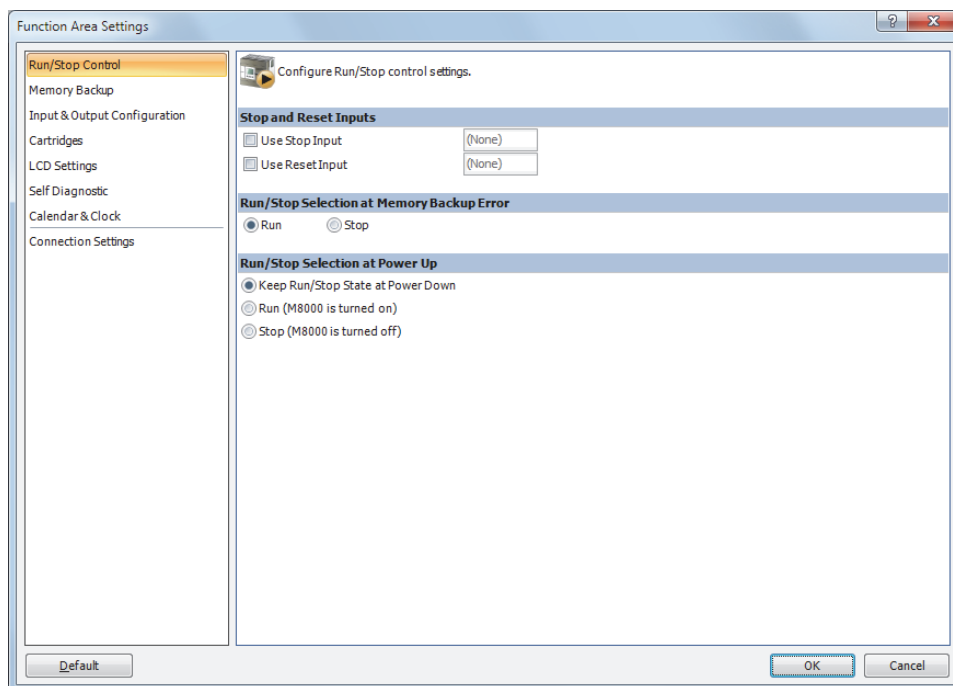 Function Area Settings
?
Run/Stop Control
Memory Backup
Input & Output Configuration
Cartridges
LCD Settings
Self Diagnostic
Calendar & Clock
Connection Settings
Configure Run/Stop control settings.
Stop and Reset Inputs
Use Stop Input (None)
Use Reset Input (None)
Run/Stop Selection at Memory Backup Error
Run Stop
Run/Stop Selection at Power Up
Keep Run/Stop State at Power Down
Run (M8000 is turned on)
Stop (M8000 is turned off)
Default OK Cancel